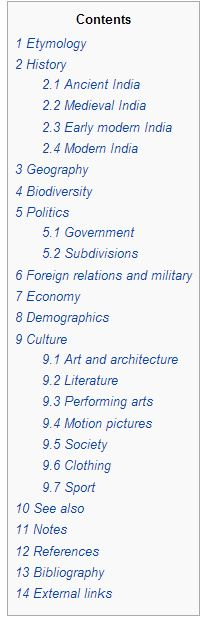 Contents
1 Etymology
2 History
2.1 Ancient India
2.2 Medieval India
2.3 Early modern India
2.4 Modern India
3 Geography
4 Biodiversity
5 Politics
5.1 Government
5.2 Subdivisions
6 Foreign relations and military
7 Economy
8 Demographics
9 Culture
9.1 Art and architecture
9.2 Literature
9.3 Performing arts
9.4 Motion pictures
9.5 Society
9.6 Clothing
9.7 Sport
10 See also
11 Notes
12 References
13 Bibliography
14 External links